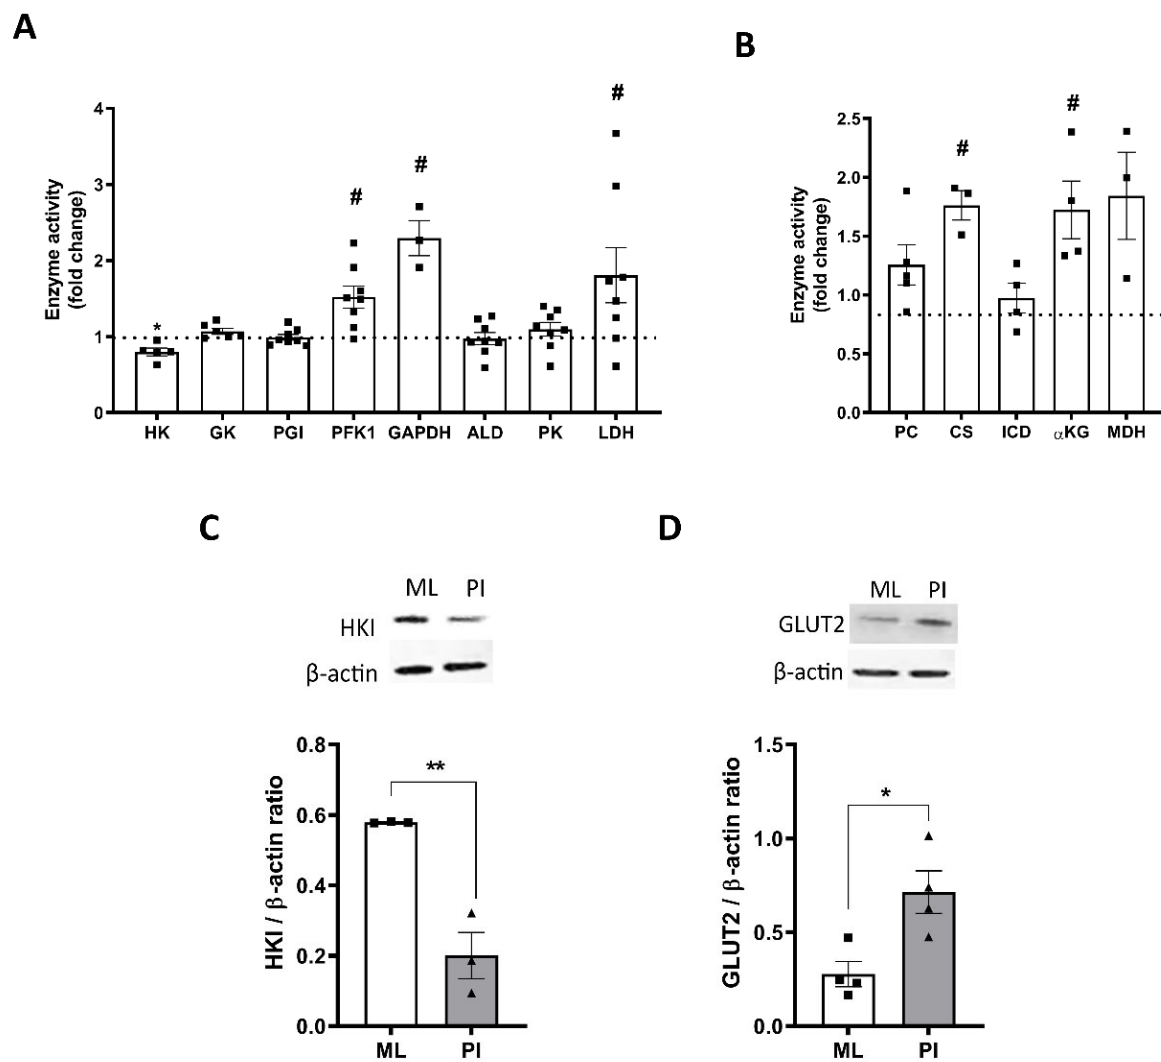 A
B
Enzyme activity
(fold change)
4
3
2
1
0
*
#
#
#
HK GK PGI PFK1 GAPDH ALD PK LDH
Enzyme activity
(fold change)
2.5
2.0
1.5
1.0
0.5
0.0
#
#
PC CS ICD αKG MDH
C
ML PI
HKI
β-actin
HKI / β-actin ratio
0.8
0.6
0.4
0.2
0.0
**
ML PI
D
ML PI
GLUT2
β-actin
GLUT2 / β-actin ratio
1.5
1.0
0.5
0.0
*
ML PI